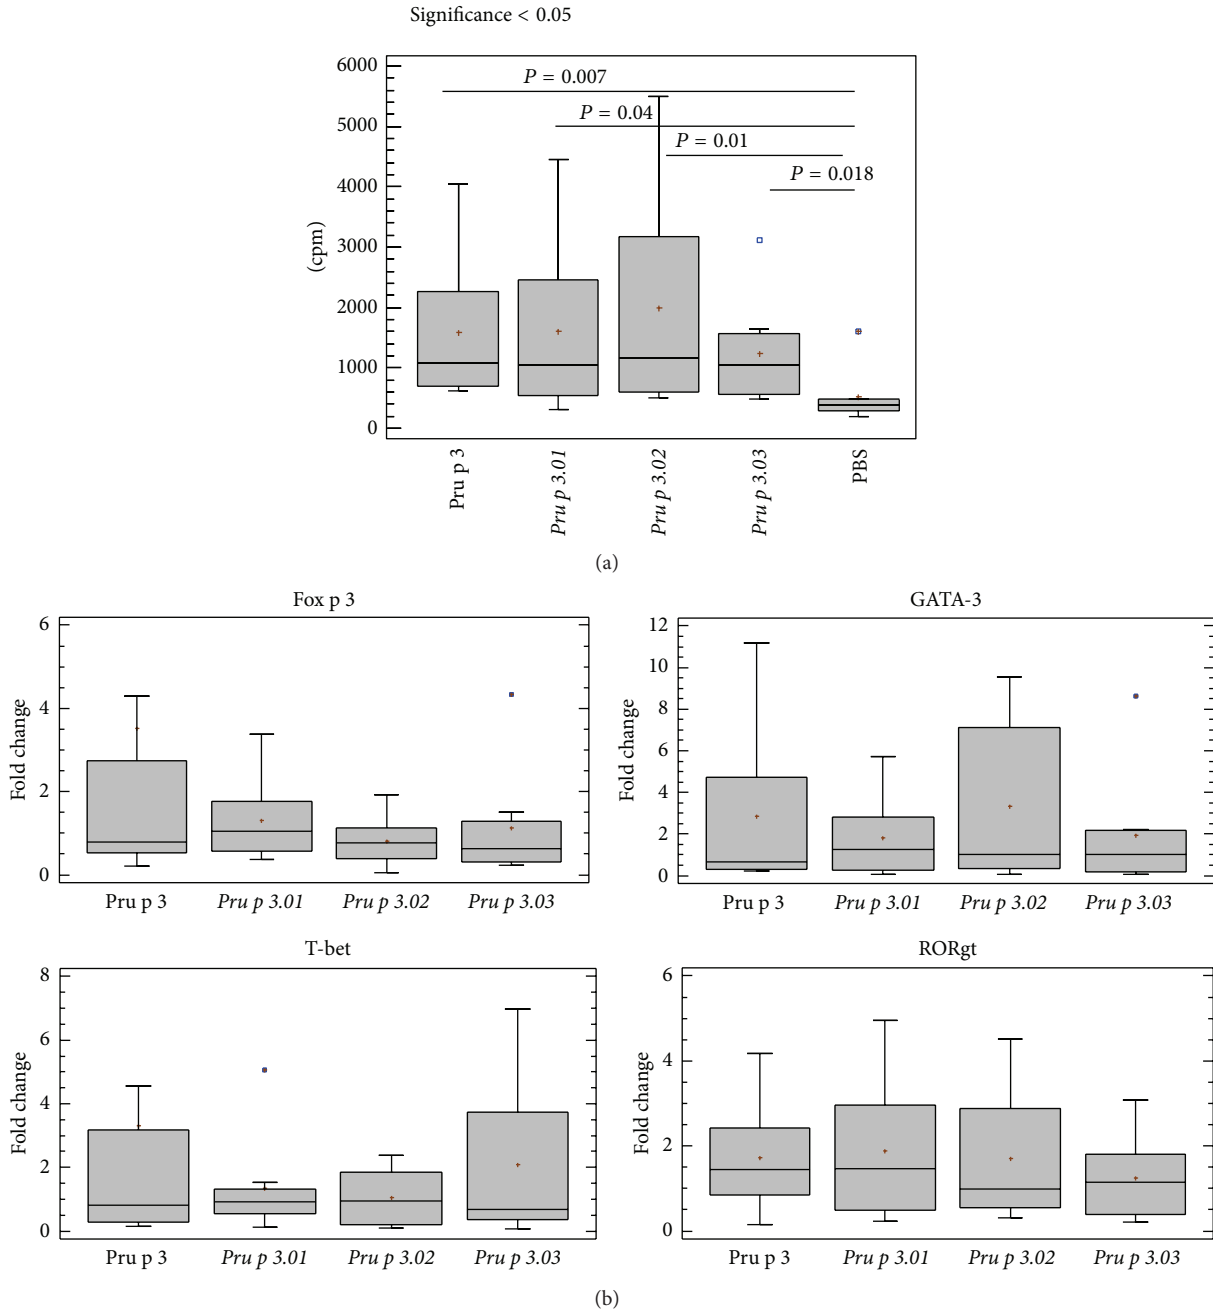 (a)
Significance < 0.05
6000
5000
4000
3000
2000
1000
0
(cpm)
P = 0.007
P = 0.04
P = 0.01
P = 0.018
Pru p 3
Pru p 3.01
Pru p 3.02
Pru p 3.03
PBS
(a)
Fox p 3
6
4
2
0
Fold change
Pru p 3
Pru p 3.01
Pru p 3.02
Pru p 3.03
GATA-3
12
10
8
6
4
2
0
Fold change
Pru p 3
Pru p 3.01
Pru p 3.02
Pru p 3.03
T-bet
8
6
4
2
0
Fold change
Pru p 3
Pru p 3.01
Pru p 3.02
Pru p 3.03
RORgt
6
4
2
0
Fold change
Pru p 3
Pru p 3.01
Pru p 3.02
Pru p 3.03
(b)